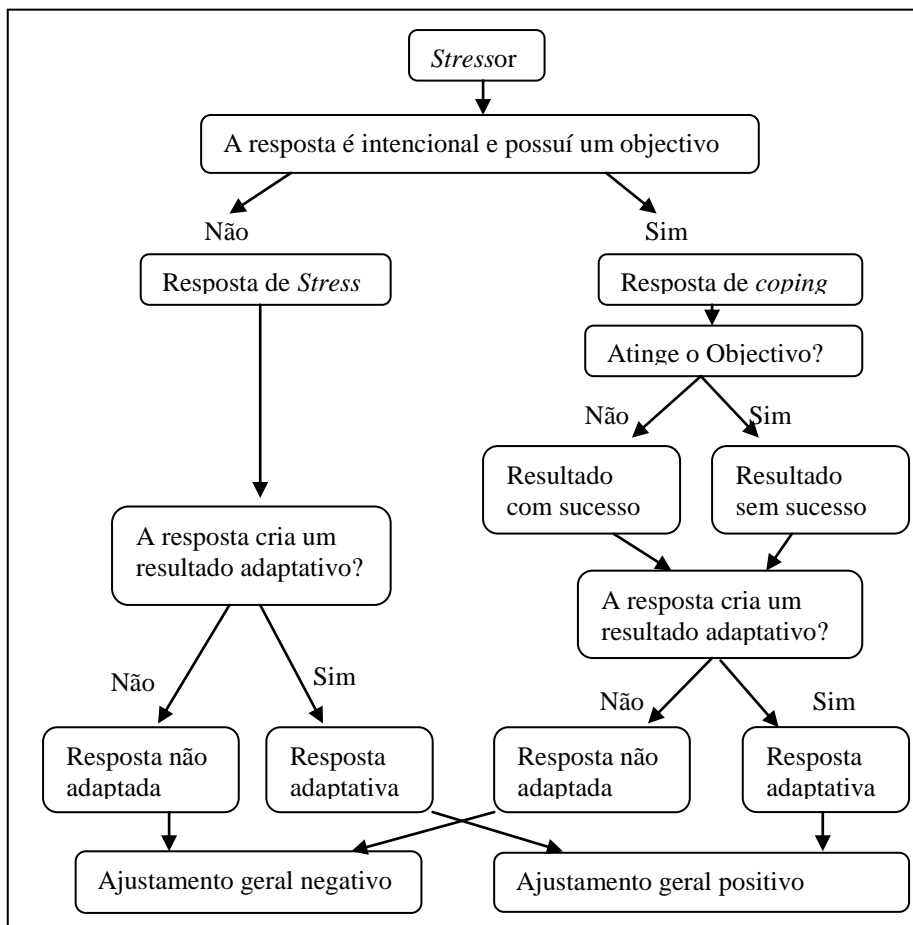 Stressor
A resposta é intencional e possuí um objectivo
Não
Sim
Resposta de Stress
Resposta de coping
Atinge o Objectivo?
Não
Sim
Resultado
com sucesso
Resultado
sem sucesso
A resposta cria um
resultado adaptativo?
A resposta cria um
resultado adaptativo?
Não
Sim
Não
Sim
Resposta não
adaptada
Resposta
adaptativa
Resposta não
adaptada
Resposta
adaptativa
Ajustamento geral negativo
Ajustamento geral positivo